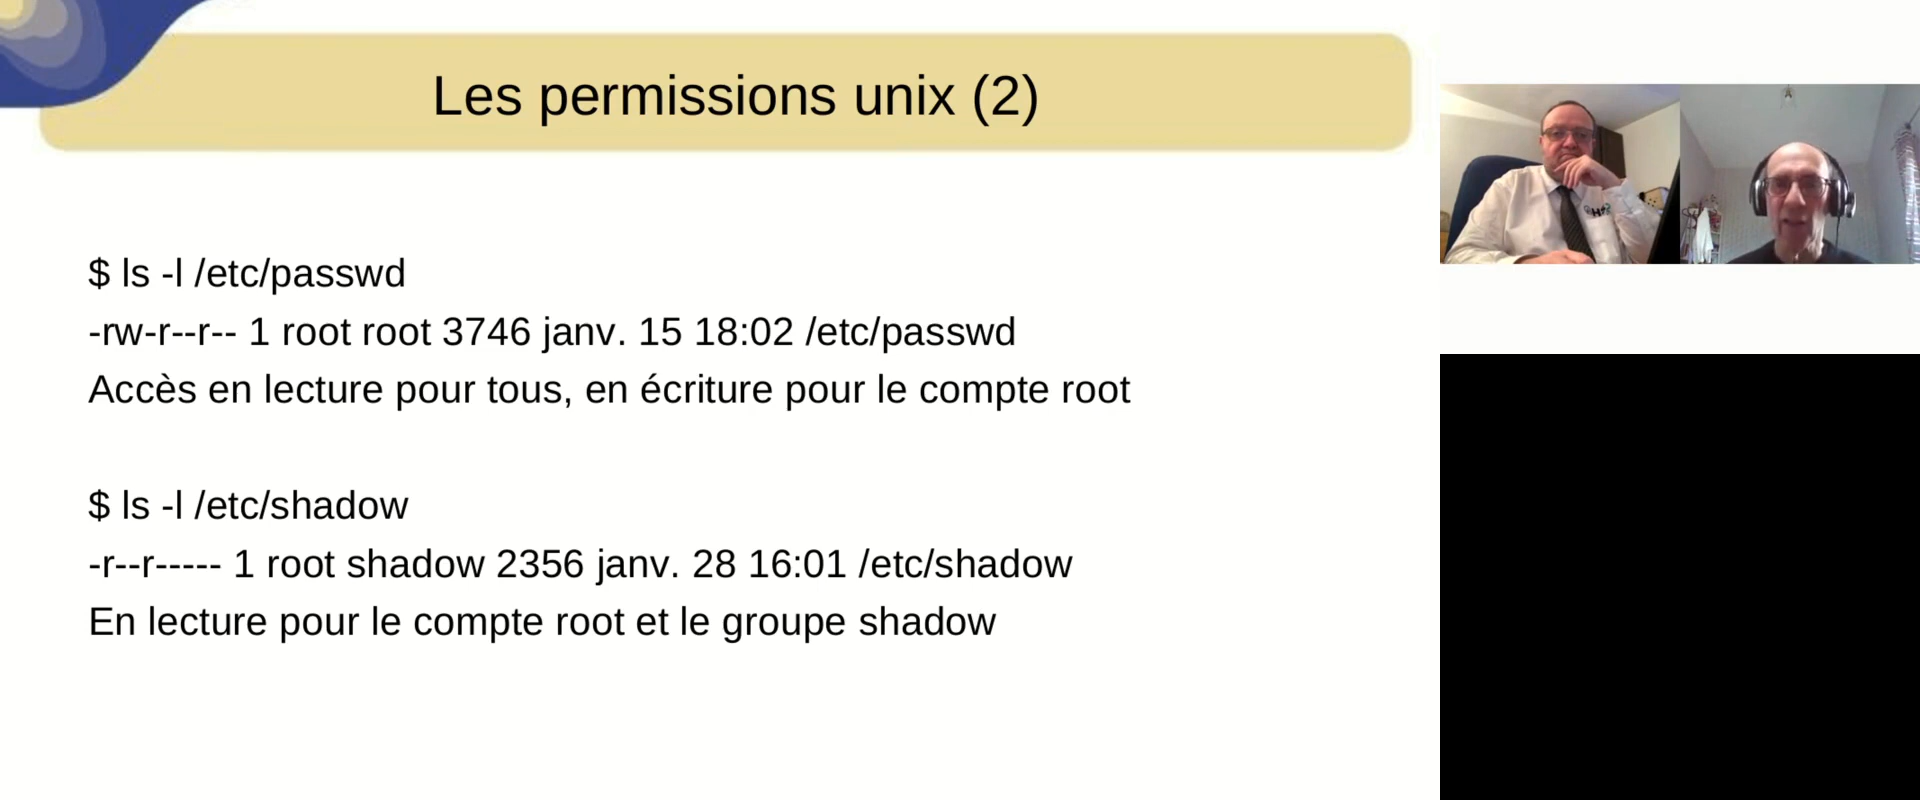 Les permissions unix (2)
$ ls -l /etc/passwd
-rw-r--r-- 1 root root 3746 janv. 15 18:02 /etc/passwd
Accès en lecture pour tous, en écriture pour le compte root
$ ls -l /etc/shadow
-r--r----- 1 root shadow 2356 janv. 28 16:01 /etc/shadow
En lecture pour le compte root et le groupe shadow